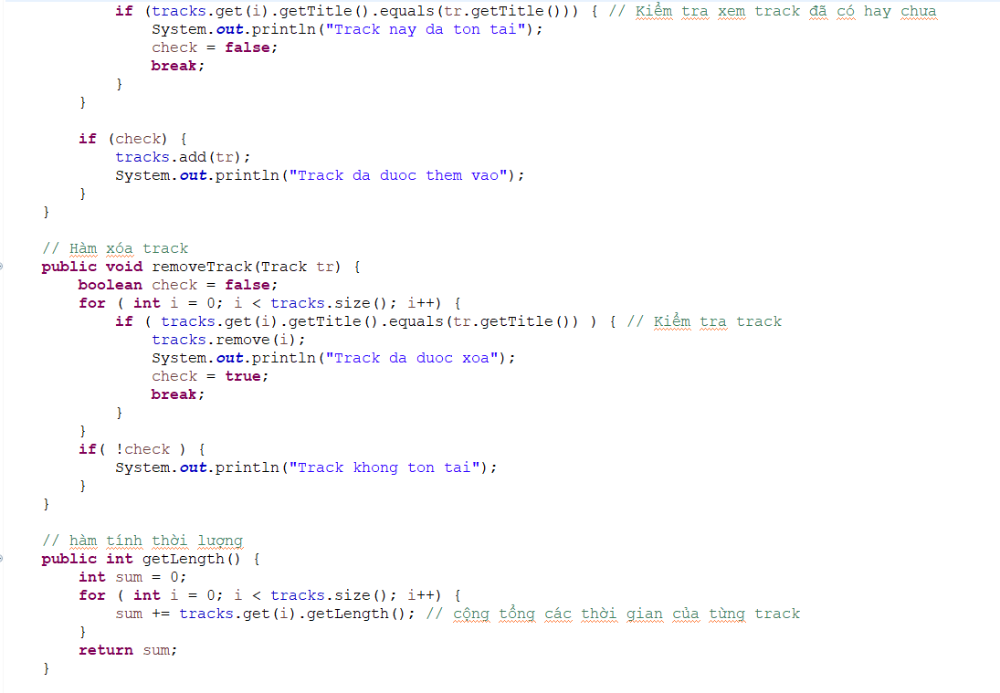 if (tracks.get(i).getTitle().equals(tr.getTitle())) { // Kiểm tra xem track đã có hay chưa
System.out.println("Track nay da ton tai");
check = false;
break;
}
}
if (check) {
tracks.add(tr);
System.out.println("Track da duoc them vao");
}
}
// Hàm xóa track
public void removeTrack(Track tr) {
boolean check = false;
for ( int i = 0; i < tracks.size(); i++) {
if ( tracks.get(i).getTitle().equals(tr.getTitle()) ) { // Kiểm tra track
tracks.remove(i);
System.out.println("Track da duoc xoa");
check = true;
break;
}
}
if( !check ) {
System.out.println("Track khong ton tai");
}
}
// hàm tính thời lượng
public int getLength() {
int sum = 0;
for ( int i = 0; i < tracks.size(); i++) {
sum += tracks.get(i).getLength(); // cộng tổng các thời gian của từng track
}
return sum;
}